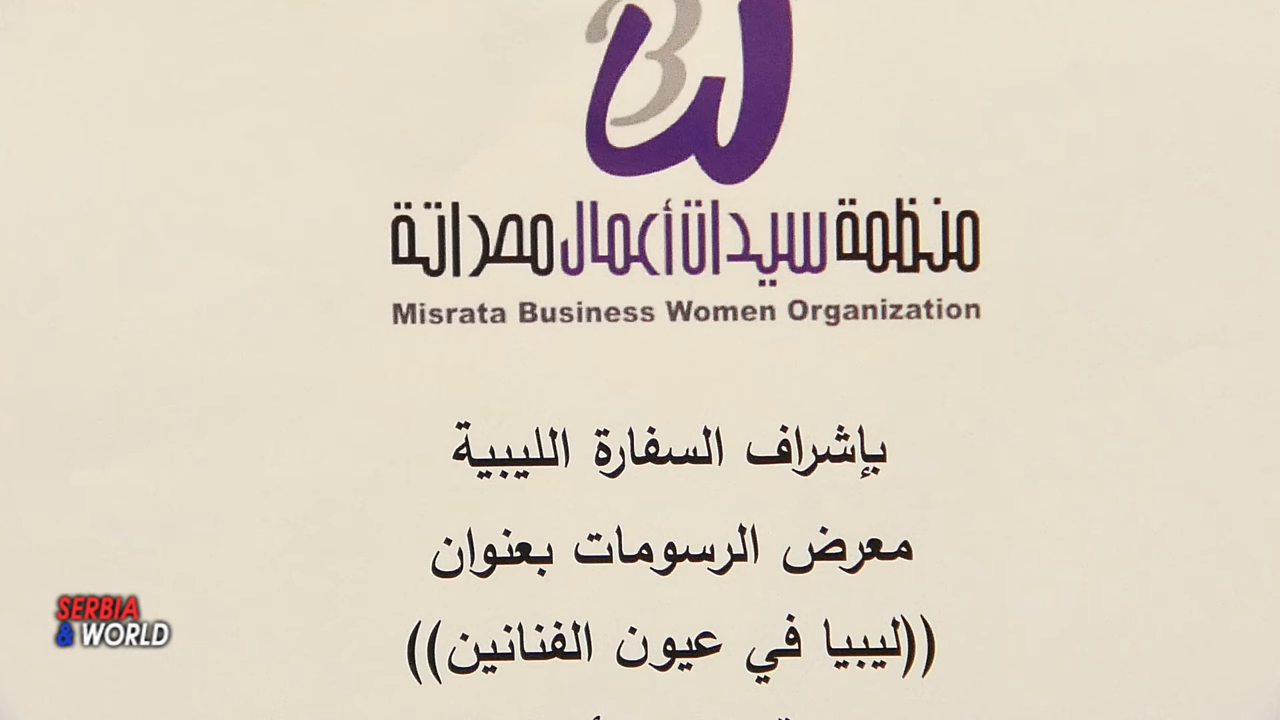 منظمة سيدات أعمال مصراتة
Misrata Business Women Organization
بإشراف السفارة الليبية
معرض الرسومات بعنوان
((ليبيا في عيون الفنانين))
SERBIA
& WORLD